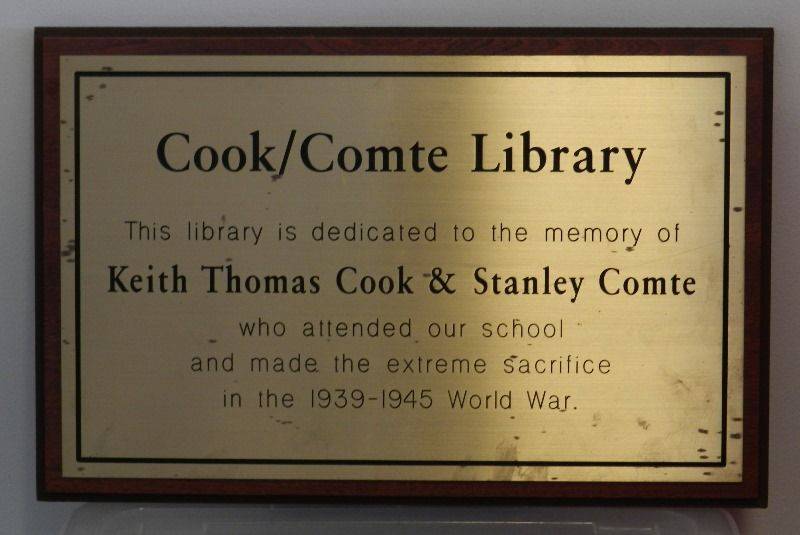 Cook/Comte Library
This library is dedicated to the memory of
Keith Thomas Cook & Stanley Comte
who attended our school
and made the extreme sacrifice
in the 1939-1945 World War.